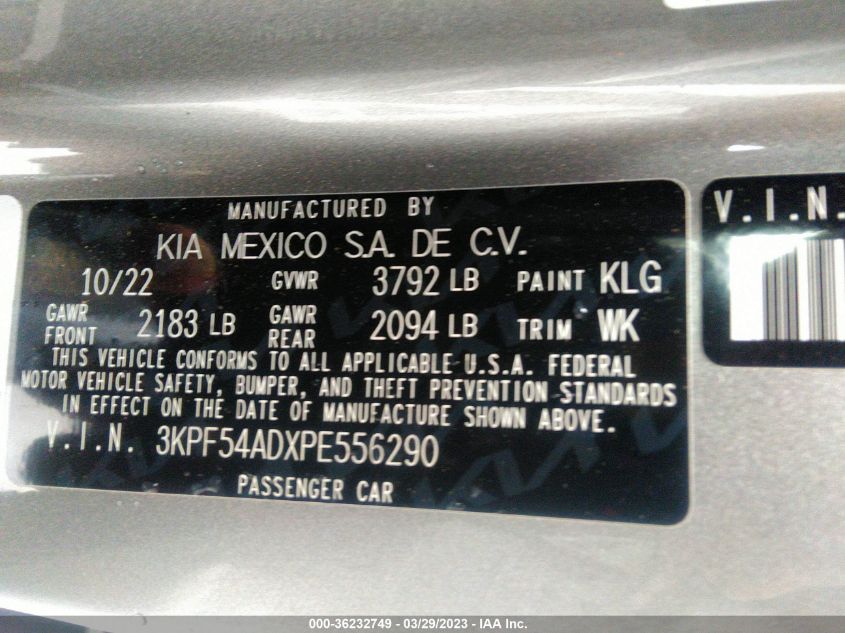 MANUFACTURED BY
KIA MEXICO S.A. DE C.V.
10/22 GVWR 3792 LB PAINT KLG
GAWR FRONT 2183 LB GAWR REAR 2094 LB TRIM WK
THIS VEHICLE CONFORMS TO ALL APPLICABLE U.S.A. FEDERAL
MOTOR VEHICLE SAFETY, BUMPER, AND THEFT PREVENTION STANDARDS
IN EFFECT ON THE DATE OF MANUFACTURE SHOWN ABOVE.
V.I.N. 3KPF54ADXPE556290
PASSENGER CAR
V.I.N.
000-36232749 - 03/29/2023 - IAA Inc.